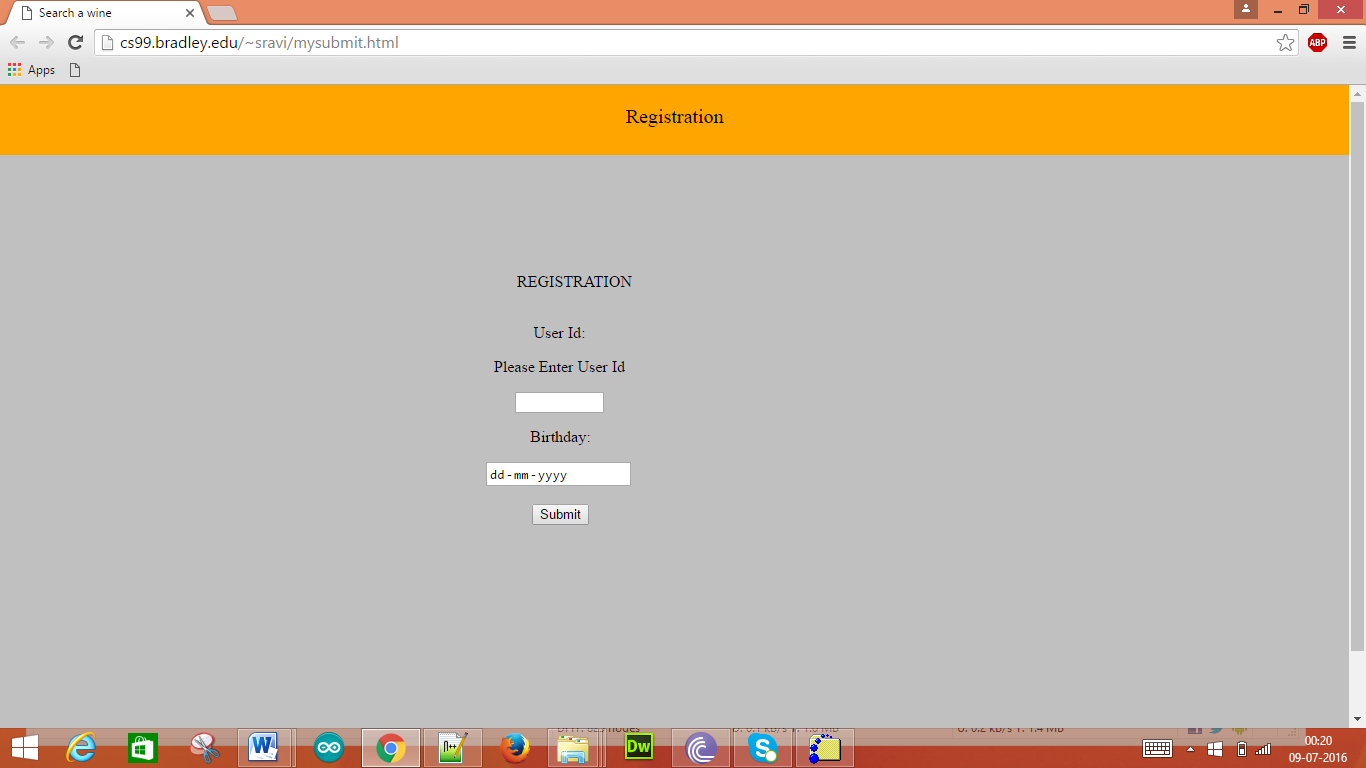 Search a wine
cs99.bradley.edu/~sravi/mysubmit.html
ABP
Apps
Registration
REGISTRATION
User Id:
Please Enter User Id
Birthday:
dd-mm-yyyy
Submit
nodes
00:20
Dw
09-07-2016